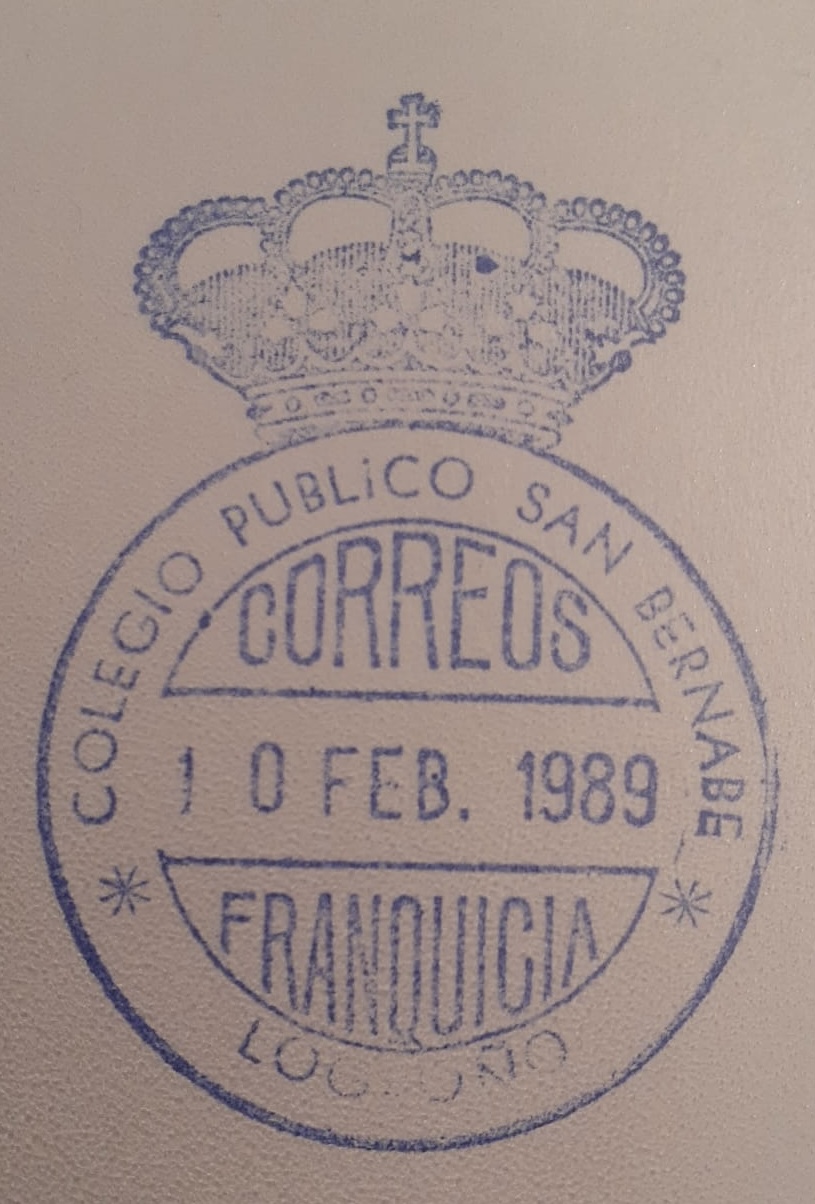 COLEGIO PUBLiCO SAN BERNABE
CORREOS
1 0 FEB. 1989
FRANQUICIA
LOGROÑO